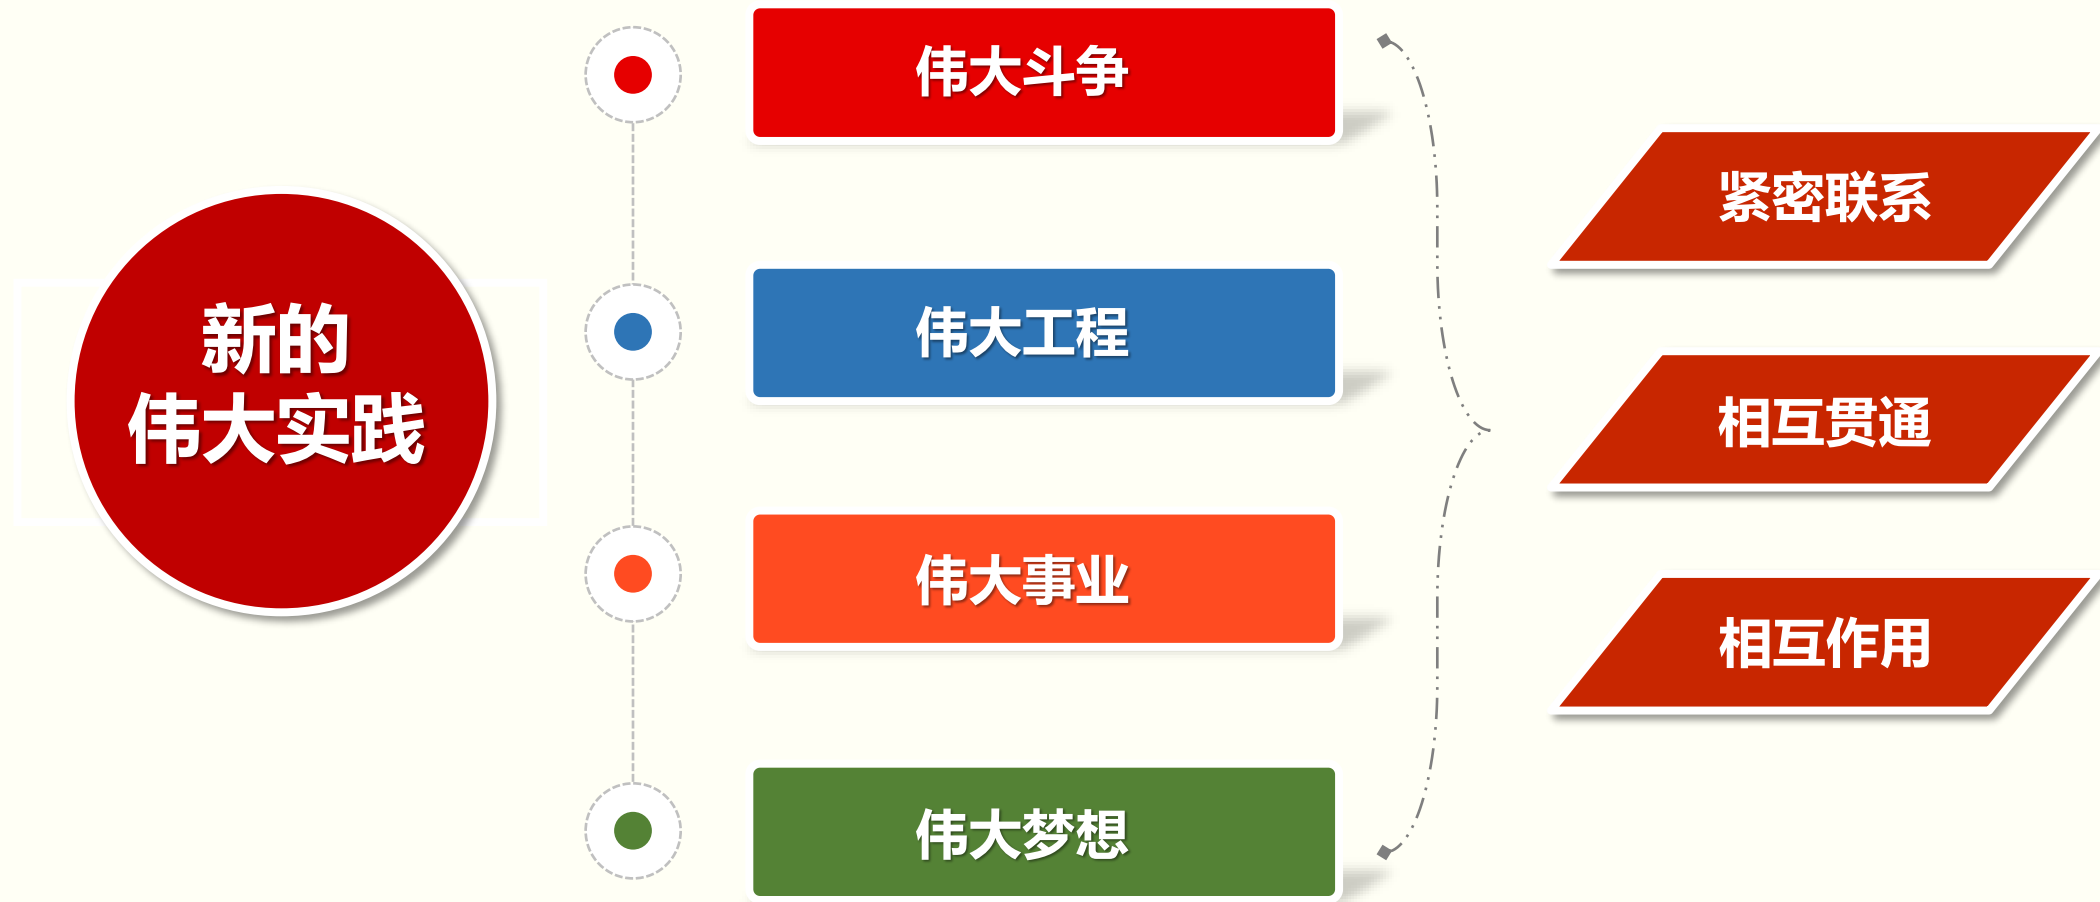 新的
伟大实践
伟大斗争
伟大工程
伟大事业
伟大梦想
紧密联系
相互贯通
相互作用